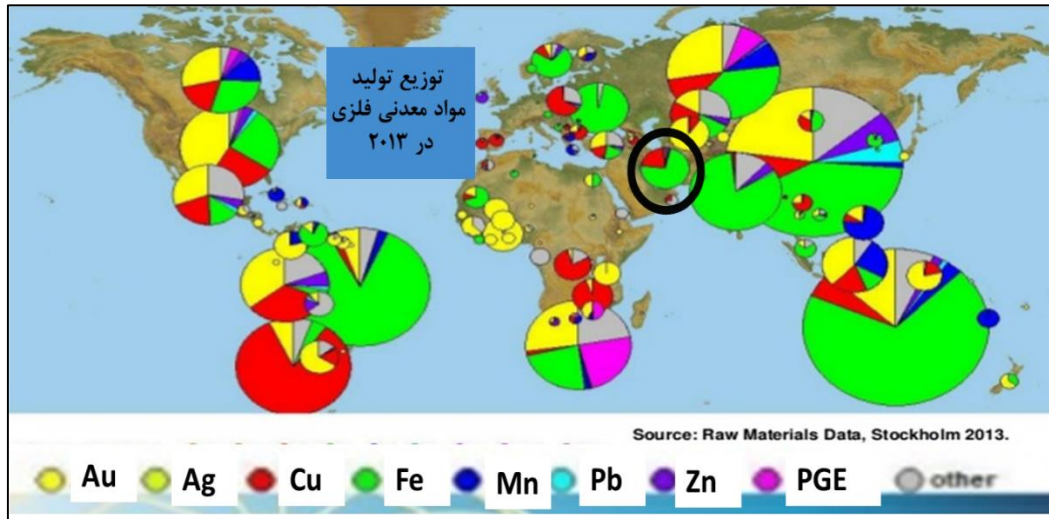 توزیع تولید
مواد معدنی فلزی
در ۲۰۱۳
Source: Raw Materials Data, Stockholm 2013.
Au Ag Cu Fe Mn Pb Zn PGE other